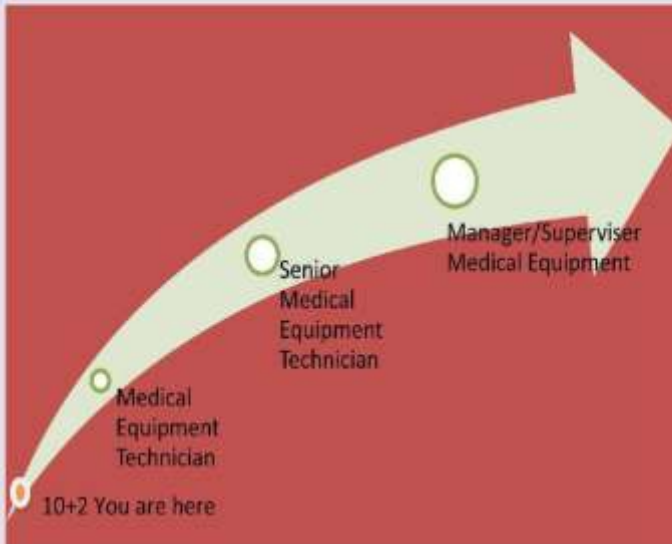 Manager/Superviser
Medical Equipment
Senior
Medical
Equipment
Technician
Medical
Equipment
Technician
10+2 You are here